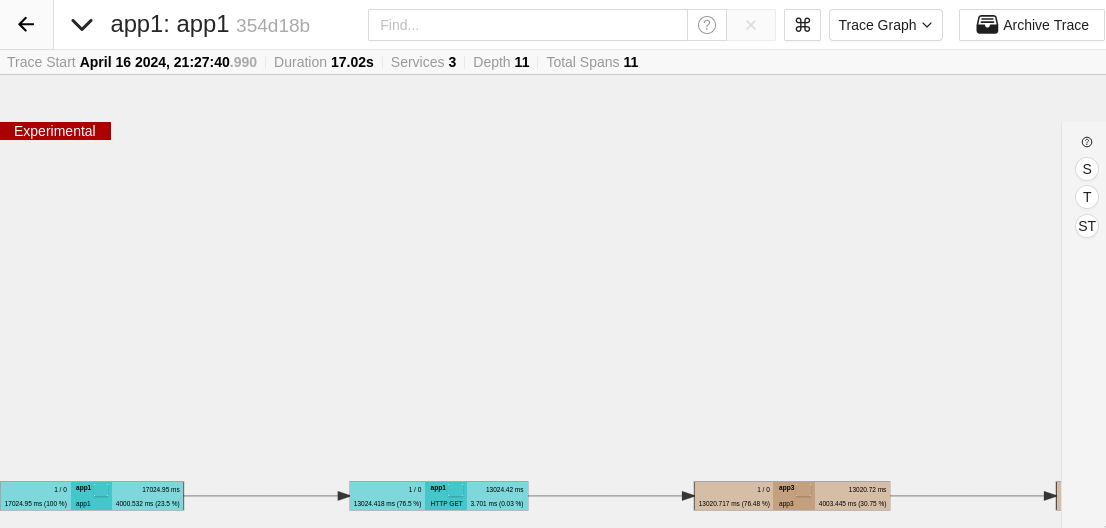 app1: app1 354d18b
Find...
Trace Graph
Archive Trace
Trace Start April 16 2024, 21:27:40.990 Duration 17.02s Services 3 Depth 11 Total Spans 11
Experimental
S
T
ST
1 / 0 app1 17024.95 ms
17024.95 ms (100 %) app1 4000.532 ms (23.5 %)
1 / 0 app1 13024.42 ms
13024.418 ms (76.5 %) HTTP GET 3.701 ms (0.03 %)
1 / 0 app3 13020.72 ms
13020.717 ms (76.48 %) app3 4003.445 ms (30.75 %)